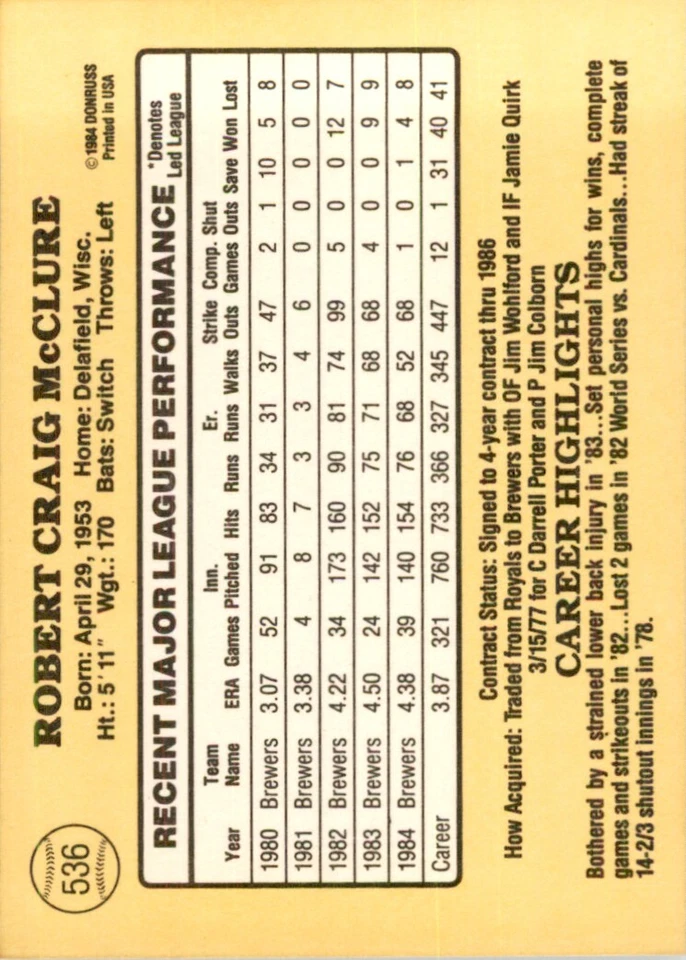 536
ROBERT CRAIG McCLURE
©1984 DONRUSS
Printed in USA
Born: April 29, 1953 Home: Delafield, Wisc.
Ht.: 5'11" Wgt.: 170 Bats: Switch Throws: Left
RECENT MAJOR LEAGUE PERFORMANCE *Denotes Led League
Year Team Name ERA Games Inn. Pitched Hits Runs Er. Runs Walks Strike Outs Comp. Games Shut Outs Save Won Lost
1980 Brewers 3.07 52 91 83 34 31 37 47 2 1 10 5 8
1981 Brewers 3.38 4 8 7 3 3 4 6 0 0 0 0 0
1982 Brewers 4.22 34 173 160 90 81 74 99 5 0 0 12 7
1983 Brewers 4.50 24 142 152 75 71 68 68 4 0 0 9 9
1984 Brewers 4.38 39 140 154 76 68 52 68 1 0 1 4 8
Career 3.87 321 760 733 366 327 345 447 12 1 31 40 41
Contract Status: Signed to 4-year contract thru 1986
How Acquired: Traded from Royals to Brewers with OF Jim Wohlford and IF Jamie Quirk
3/15/77 for C Darrell Porter and P Jim Colborn
CAREER HIGHLIGHTS
Bothered by a strained lower back injury in '83...Set personal highs for wins, complete
games and strikeouts in '82...Lost 2 games in '82 World Series vs. Cardinals...Had streak of
14-2/3 shutout innings in '78.